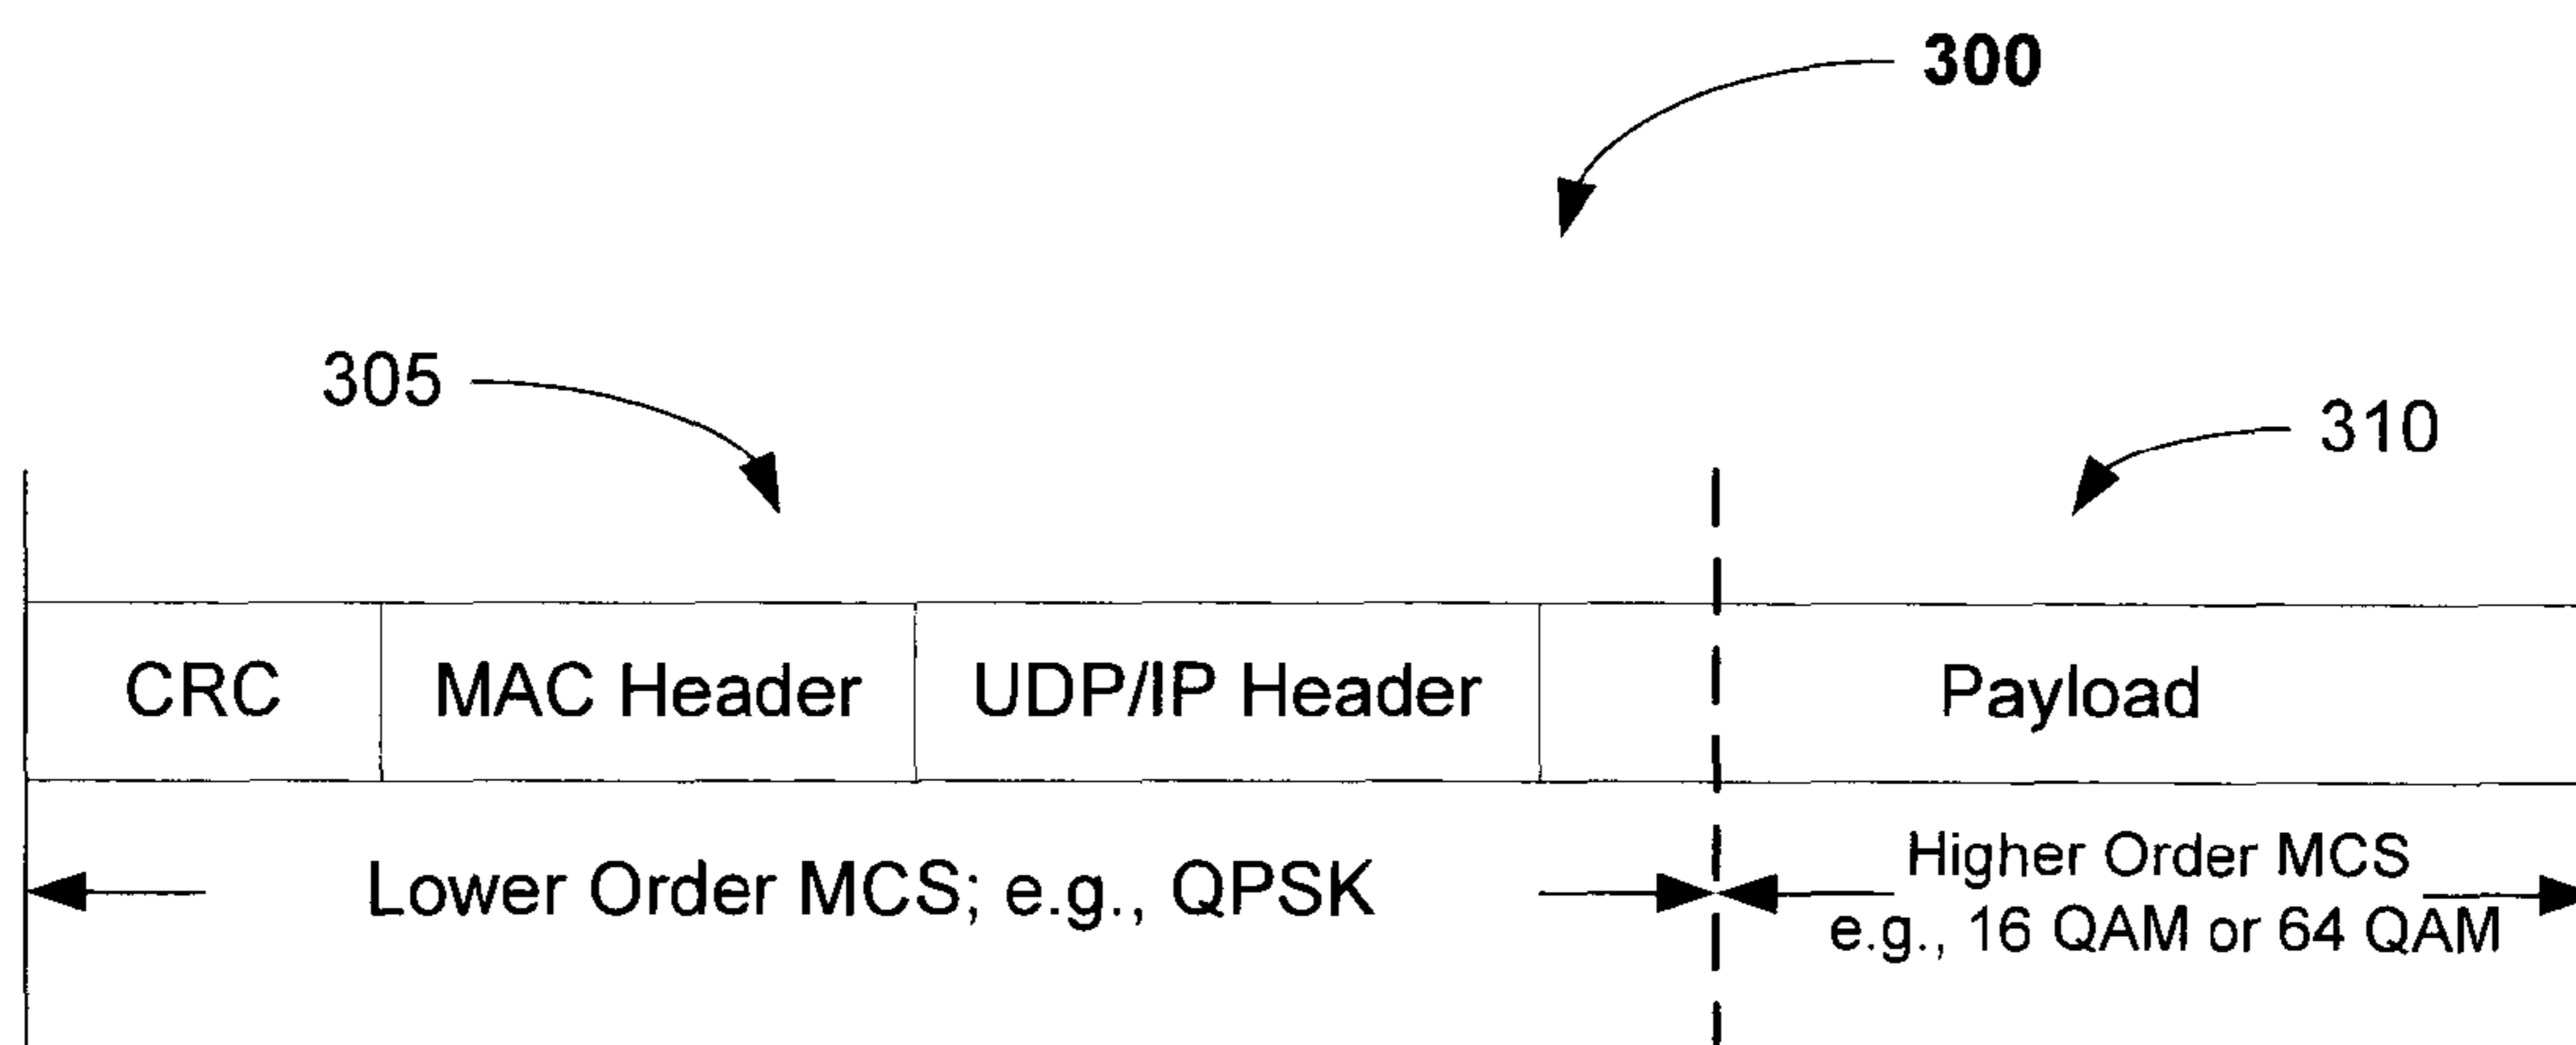 300
305
310
CRC MAC Header UDP/IP Header Payload
Lower Order MCS; e.g., QPSK
Higher Order MCS
e.g., 16 QAM or 64 QAM